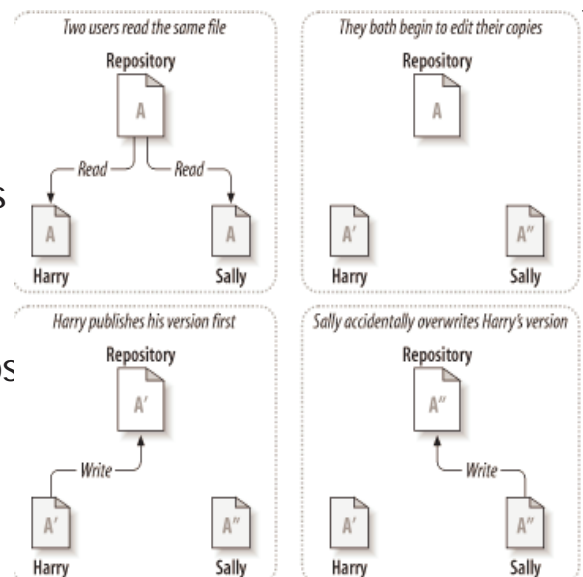 Two users read the same file
Repository
A
Read Read
A A
Harry Sally
They both begin to edit their copies
Repository
A
A′ A″
Harry Sally
Harry publishes his version first
Repository
A′
Write
A′ A″
Harry Sally
Sally accidentally overwrites Harry's version
Repository
A″
Write
A′ A″
Harry Sally
s
os